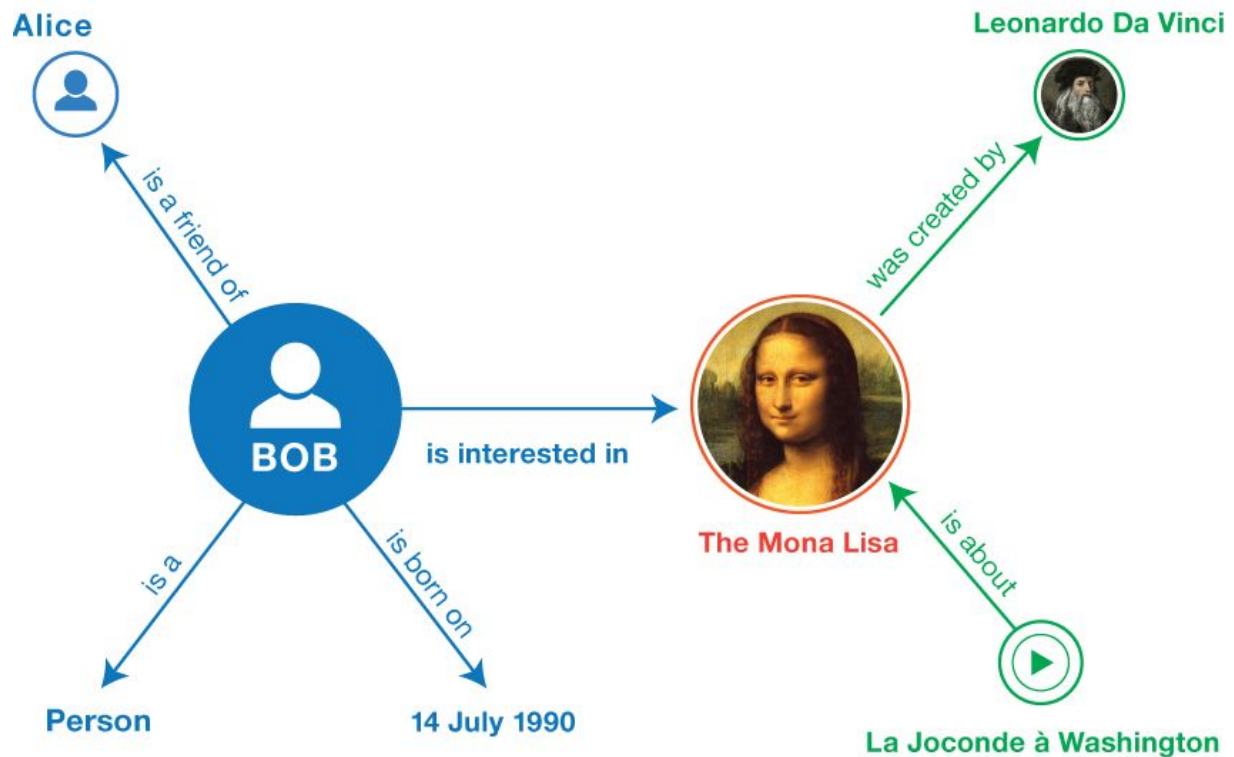 Alice
Leonardo Da Vinci
is a friend of
was created by
BOB
is interested in
The Mona Lisa
is a
is born on
is about
Person
14 July 1990
La Joconde à Washington